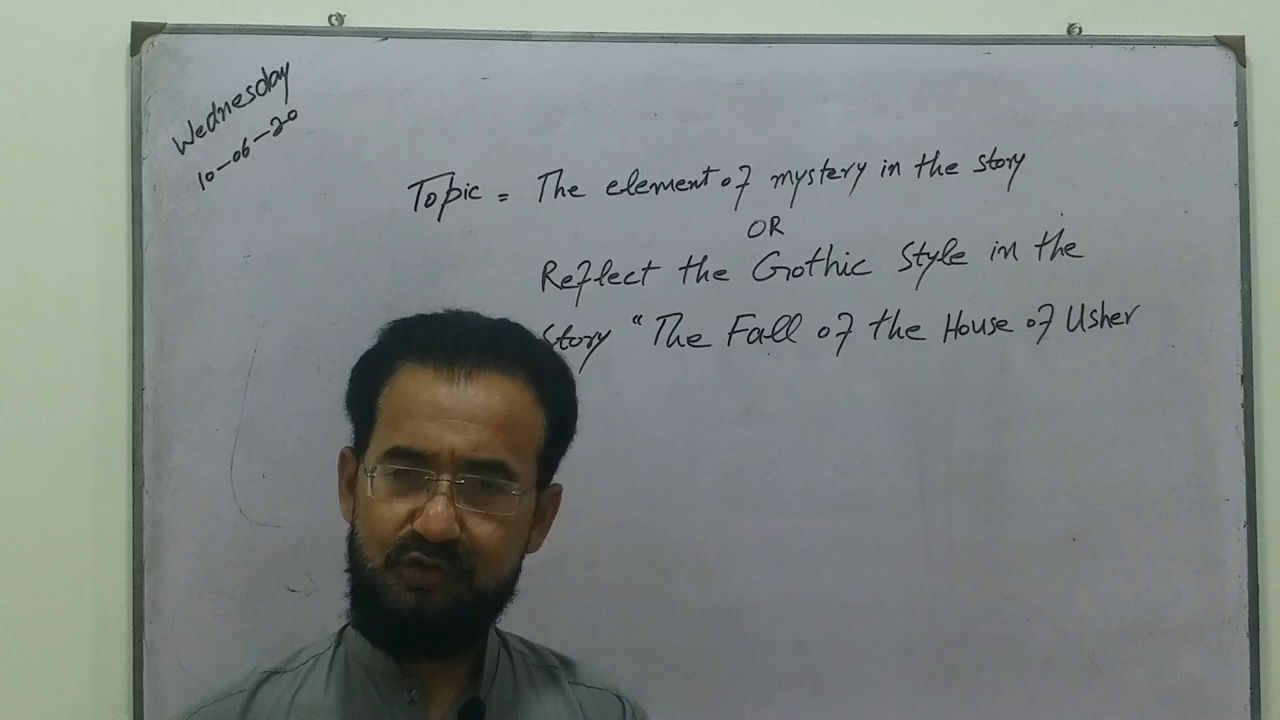 Wednesday
10-06-20
Topic = The element of mystery in the story
OR
Reflect the Gothic Style in the
Story "The Fall of the House of Usher